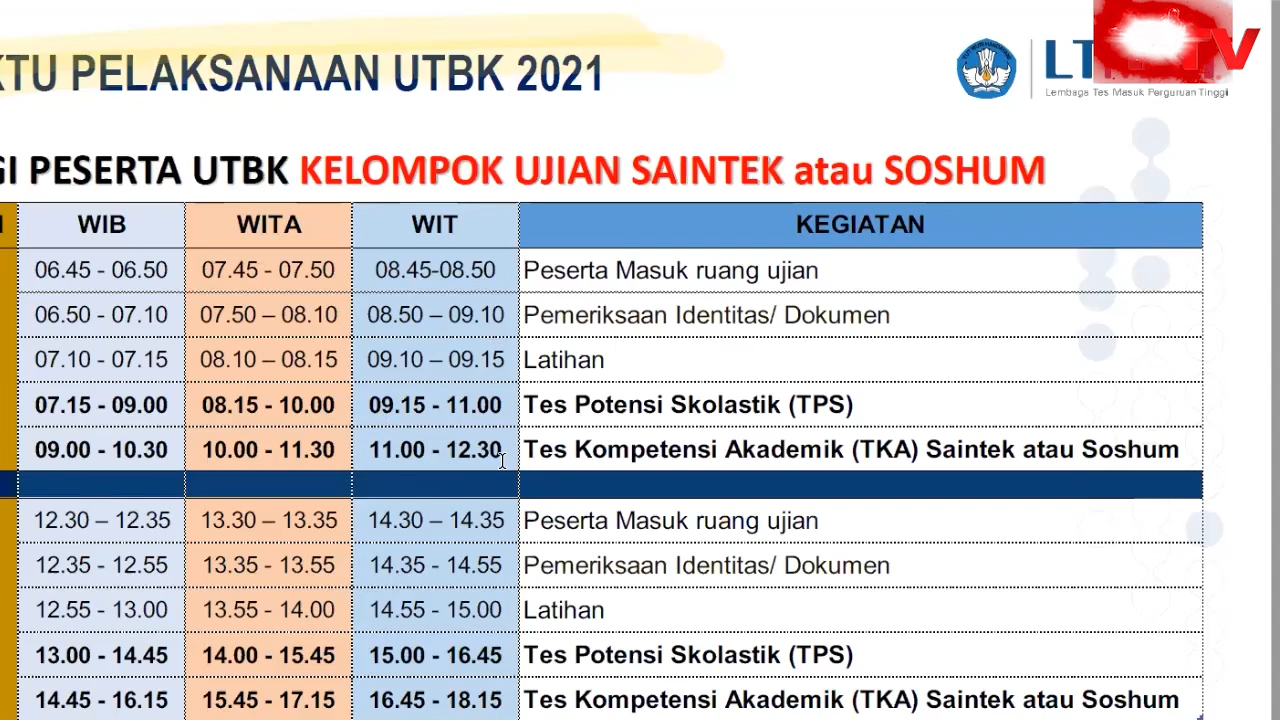 PELAKSANAAN UTBK 2021
Lembaga Tes Masuk Perguruan Tinggi
PESERTA UTBK KELOMPOK UJIAN SAINTEK atau SOSHUM
WIB WITA WIT KEGIATAN
06.45 - 06.50 07.45 - 07.50 08.45-08.50 Peserta Masuk ruang ujian
06.50 - 07.10 07.50 – 08.10 08.50 – 09.10 Pemeriksaan Identitas/ Dokumen
07.10 - 07.15 08.10 – 08.15 09.10 – 09.15 Latihan
07.15 - 09.00 08.15 - 10.00 09.15 - 11.00 Tes Potensi Skolastik (TPS)
09.00 - 10.30 10.00 - 11.30 11.00 - 12.30 Tes Kompetensi Akademik (TKA) Saintek atau Soshum
12.30 – 12.35 13.30 – 13.35 14.30 – 14.35 Peserta Masuk ruang ujian
12.35 - 12.55 13.35 - 13.55 14.35 - 14.55 Pemeriksaan Identitas/ Dokumen
12.55 - 13.00 13.55 - 14.00 14.55 - 15.00 Latihan
13.00 - 14.45 14.00 - 15.45 15.00 - 16.45 Tes Potensi Skolastik (TPS)
14.45 - 16.15 15.45 - 17.15 16.45 - 18.15 Tes Kompetensi Akademik (TKA) Saintek atau Soshum